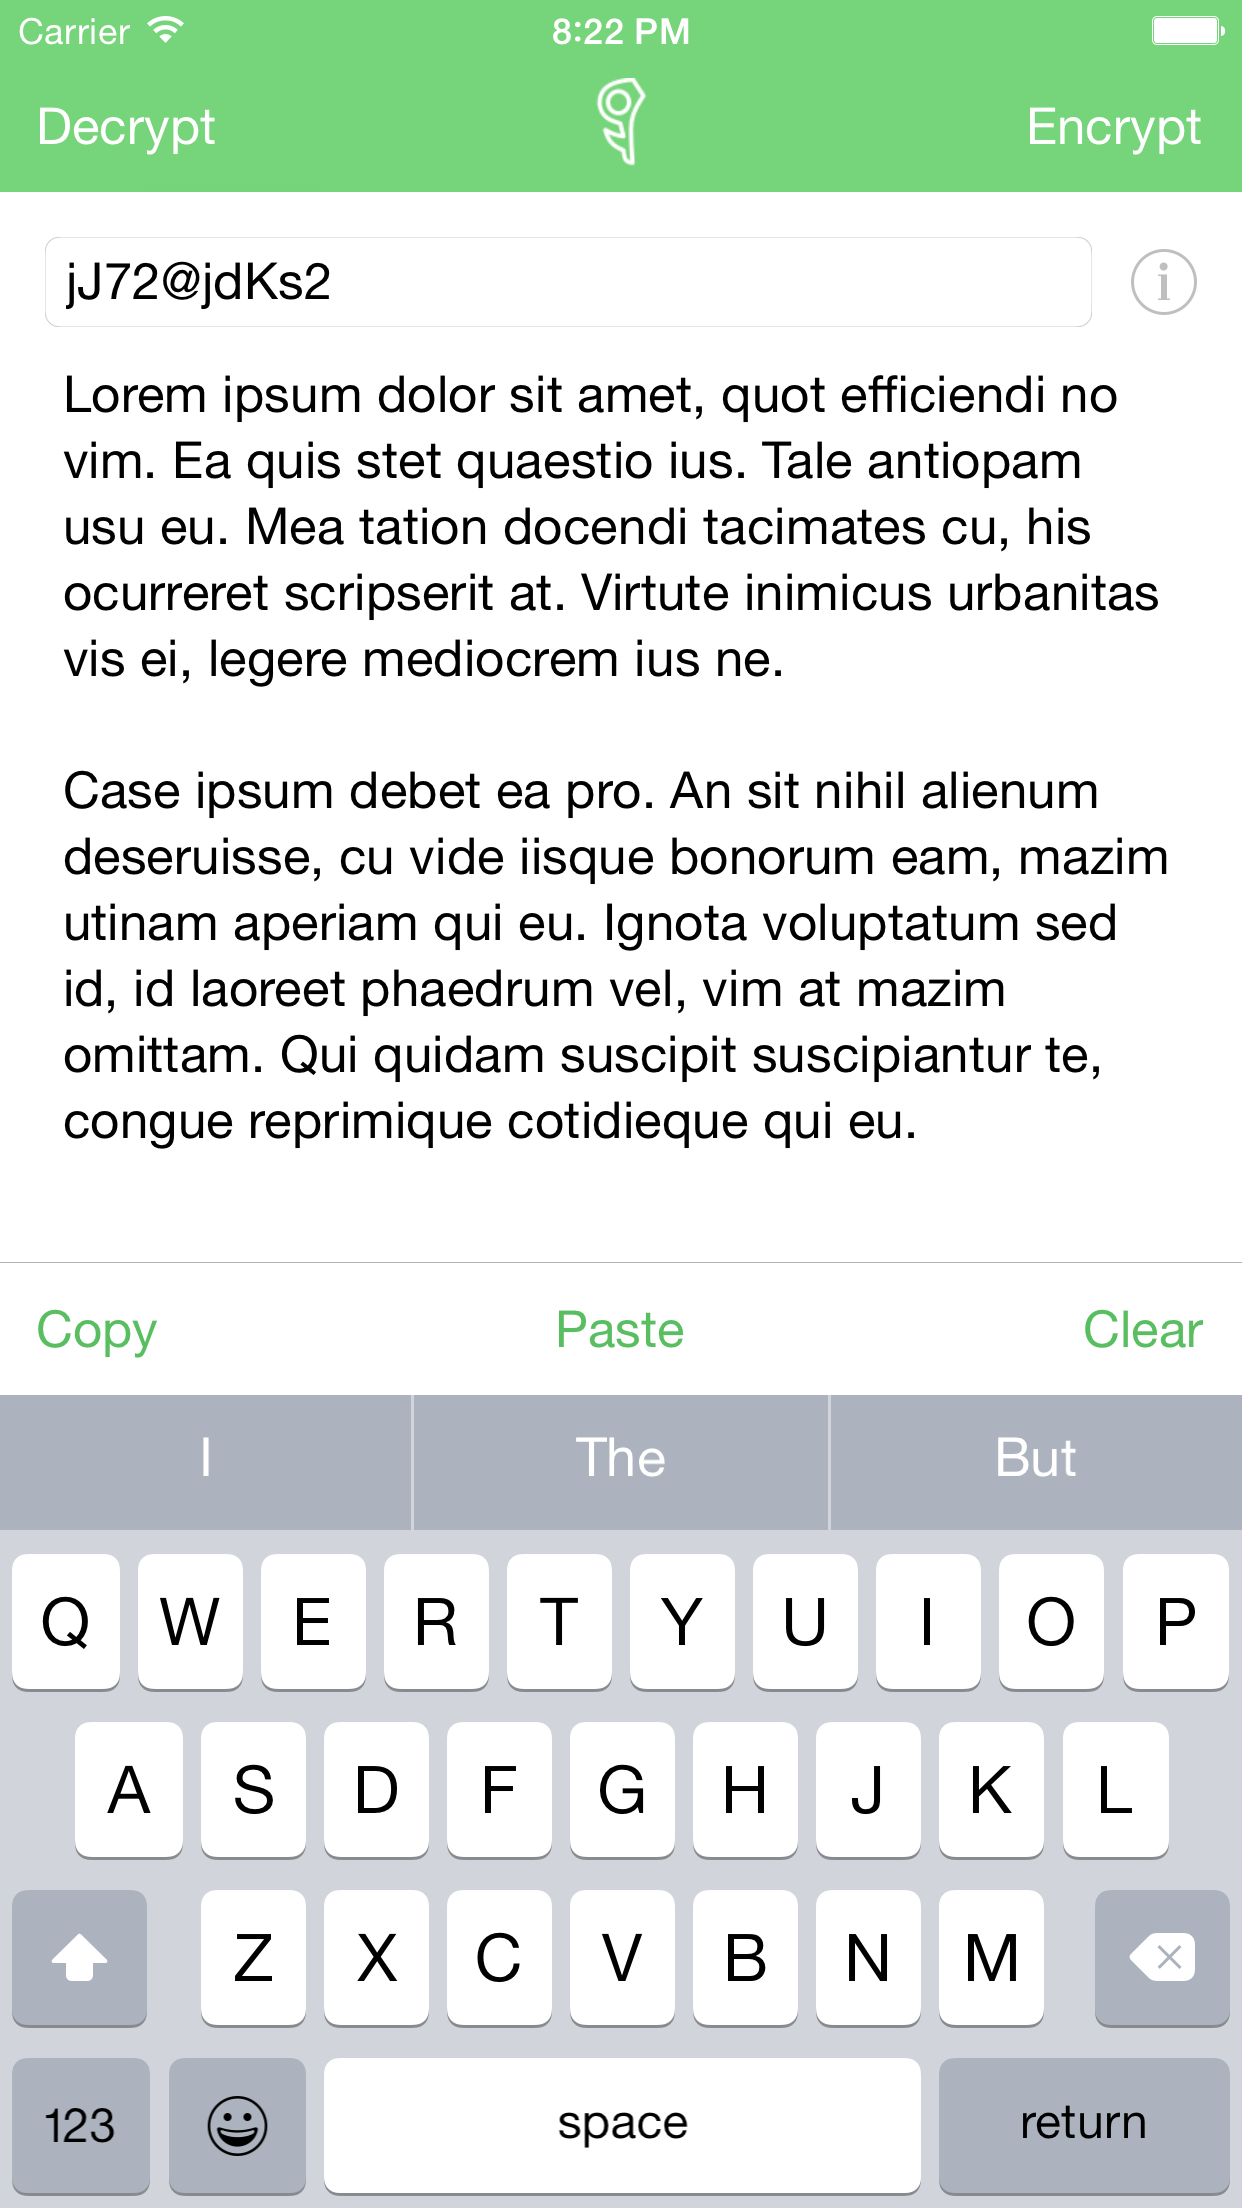 Carrier 8:22 PM
Decrypt Encrypt
jJ72@jdKs2
Lorem ipsum dolor sit amet, quot efficiendi no
vim. Ea quis stet quaestio ius. Tale antiopam
usu eu. Mea tation docendi tacimates cu, his
ocurreret scripserit at. Virtute inimicus urbanitas
vis ei, legere mediocrem ius ne.
Case ipsum debet ea pro. An sit nihil alienum
deseruisse, cu vide iisque bonorum eam, mazim
utinam aperiam qui eu. Ignota voluptatum sed
id, id laoreet phaedrum vel, vim at mazim
omittam. Qui quidam suscipit suscipiantur te,
congue reprimique cotidieque qui eu.
Copy Paste Clear
I The But
Q W E R T Y U I O P
A S D F G H J K L
Z X C V B N M
123 space return